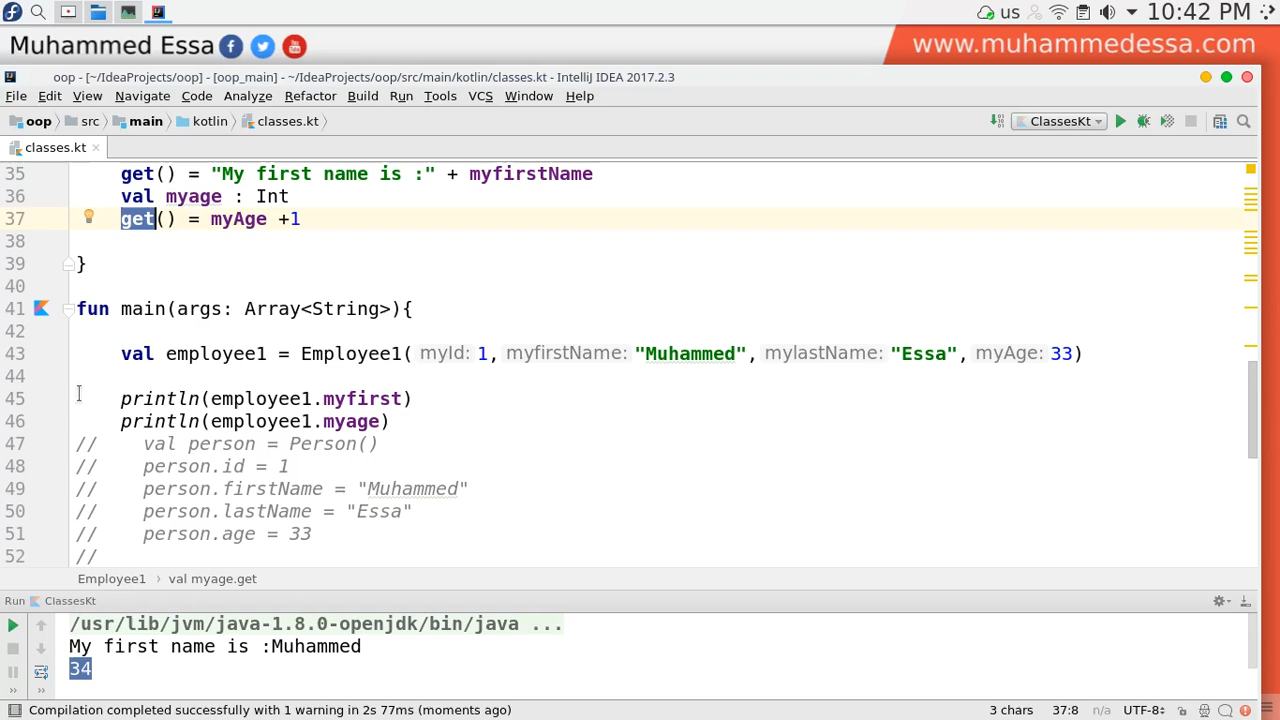 us 10:42 PM
Muhammed Essa www.muhammedessa.com
oop - [~/IdeaProjects/oop] - [oop_main] - ~/IdeaProjects/oop/src/main/kotlin/classes.kt - IntelliJ IDEA 2017.2.3
File Edit View Navigate Code Analyze Refactor Build Run Tools VCS Window Help
oop src main kotlin classes.kt ClassesKt
classes.kt
35 get() = "My first name is :" + myfirstName
36 val myage : Int
37 get() = myAge +1
38
39 }
40
41 fun main(args: Array<String>){
42
43 val employee1 = Employee1( myId: 1, myfirstName: "Muhammed", mylastName: "Essa", myAge: 33)
44
45 println(employee1.myfirst)
46 println(employee1.myage)
47 // val person = Person()
48 // person.id = 1
49 // person.firstName = "Muhammed"
50 // person.lastName = "Essa"
51 // person.age = 33
52 //
Employee1 › val myage.get
Run ClassesKt
/usr/lib/jvm/java-1.8.0-openjdk/bin/java ...
My first name is :Muhammed
34
Compilation completed successfully with 1 warning in 2s 77ms (moments ago) 3 chars 37:8 n/a UTF-8